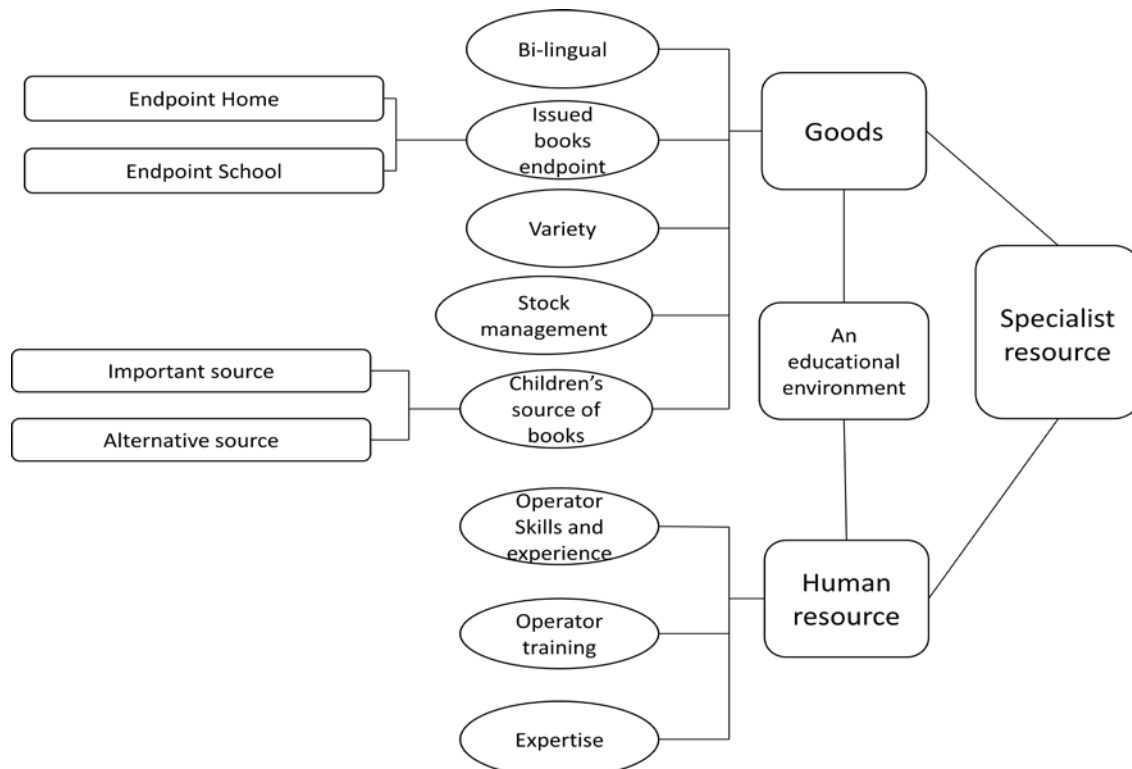 Bi-lingual
Endpoint Home
Issued
books
endpoint
Endpoint School
Variety
Stock
management
Important source
Children’s
source of
books
Alternative source
Operator
Skills and
experience
Operator
training
Expertise
Goods
An
educational
environment
Human
resource
Specialist
resource